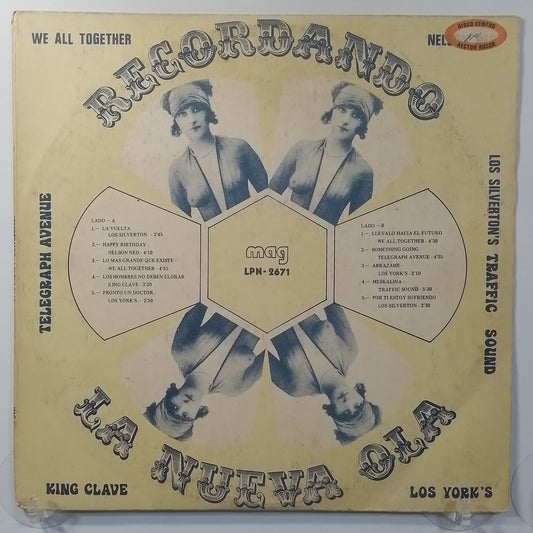 WE ALL TOGETHER
NEL
DISCO CENTRO
HECTOR ROCCA
RECORDANDO
TELEGRAPH AVENUE
LOS SILVERTON'S TRAFFIC SOUND
LADO - A
1.- LA VUELTA
LOS SILVERTON - 2'45
2.- HAPPY BIRTHDAY
NELSON NED - 4'10
3.- LO MAS GRANDE QUE EXISTE
WE ALL TOGETHER - 4'55
4.- LOS HOMBRES NO DEBEN LLORAR
KING CLAVE - 3'20
5.- PRONTO UN DOCTOR
LOS YORK'S - 2'50
mag
LPN - 2671
LADO - B
1.- LLEVALO HACIA EL FUTURO
WE ALL TOGETHER - 4'30
2.- SOMETHING GOING
TELEGRAPH AVENUE - 4'35
3.- ABRAZAME
LOS YORK'S - 2'10
4.- MESKALINA
TRAFFIC SOUND - 5'30
5.- POR TI ESTOY SUFRIENDO
LOS SILVERTON - 2'30
LA NUEVA OLA
KING CLAVE
LOS YORK'S